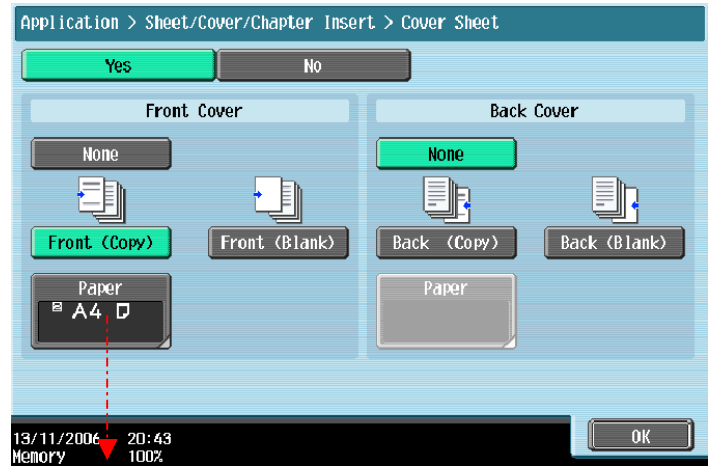 Application > Sheet/Cover/Chapter Insert > Cover Sheet
Yes No
Front Cover Back Cover
None None
Front (Copy) Front (Blank) Back (Copy) Back (Blank)
Paper Paper
A4
13/11/2006 20:43
Memory 100%
OK